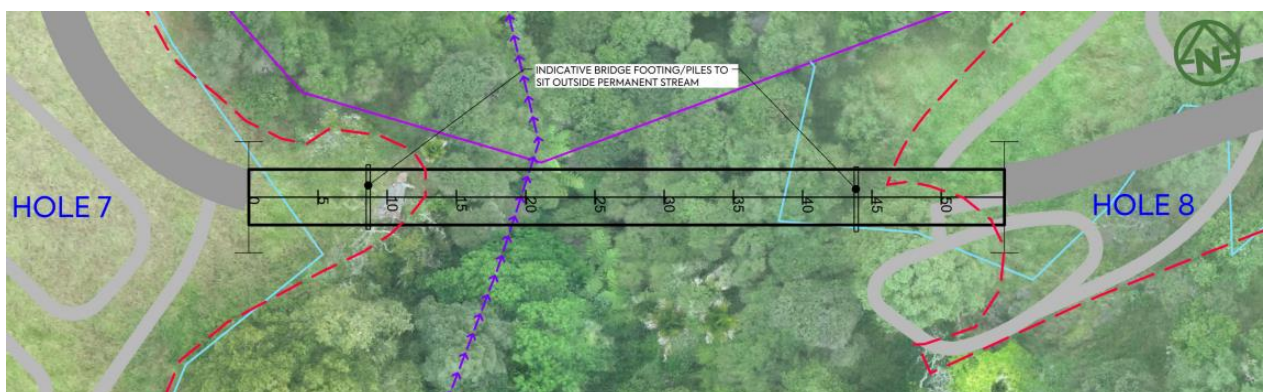 INDICATIVE BRIDGE FOOTING/PILES TO
SIT OUTSIDE PERMANENT STREAM
N
HOLE 7
0 5 10 15 20 25 30 35 40 45 50
HOLE 8